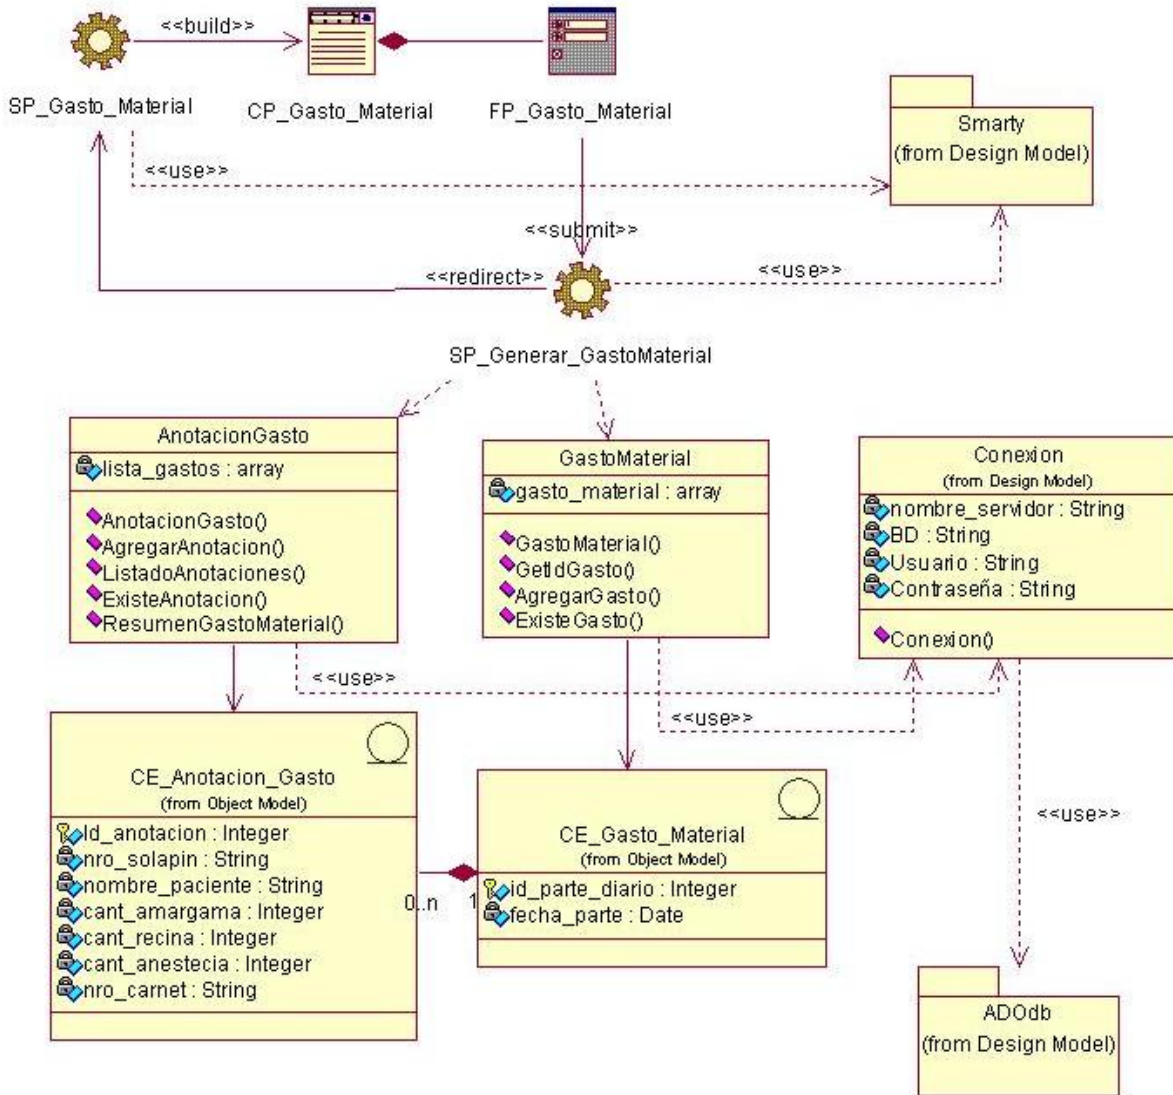 <<build>>
SP_Gasto_Material
CP_Gasto_Material
FP_Gasto_Material
Smarty
(from Design Model)
<<use>>
<<submit>>
<<redirect>>
<<use>>
SP_Generar_GastoMaterial
AnotacionGasto
lista_gastos : array
AnotacionGasto()
AgregarAnotacion()
ListadoAnotaciones()
ExisteAnotacion()
ResumenGastoMaterial()
GastoMaterial
gasto_material : array
GastoMaterial()
GetIdGasto()
AgregarGasto()
ExisteGasto()
Conexion
(from Design Model)
nombre_servidor : String
BD : String
Usuario : String
Contraseña : String
Conexion()
<<use>>
<<use>>
<<use>>
CE_Anotacion_Gasto
(from Object Model)
Id_anotacion : Integer
nro_solapin : String
nombre_paciente : String
cant_amargama : Integer
cant_recina : Integer
cant_anestecia : Integer
nro_carnet : String
0..n
1
CE_Gasto_Material
(from Object Model)
id_parte_diario : Integer
fecha_parte : Date
ADOdb
(from Design Model)